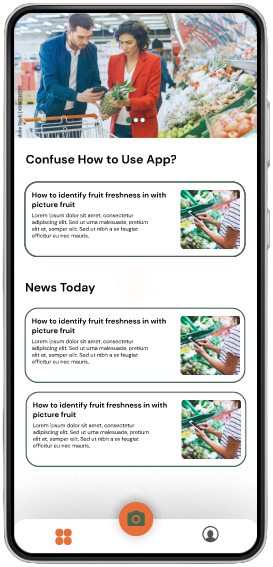 Confuse How to Use App?
How to identify fruit freshness in with
picture fruit
Lorem ipsum dolor sit amet, consectetur
adipiscing elit. Sed ut urna malesuada, pretium
elit et, semper elit. Sed ut nibh a ex feugiat
efficitur eu nec mauris.
News Today
How to identify fruit freshness in with
picture fruit
Lorem ipsum dolor sit amet, consectetur
adipiscing elit. Sed ut urna malesuada, pretium
elit et, semper elit. Sed ut nibh a ex feugiat
efficitur eu nec mauris.
How to identify fruit freshness in with
picture fruit
Lorem ipsum dolor sit amet, consectetur
adipiscing elit. Sed ut urna malesuada, pretium
elit et, semper elit. Sed ut nibh a ex feugiat
efficitur eu nec mauris.